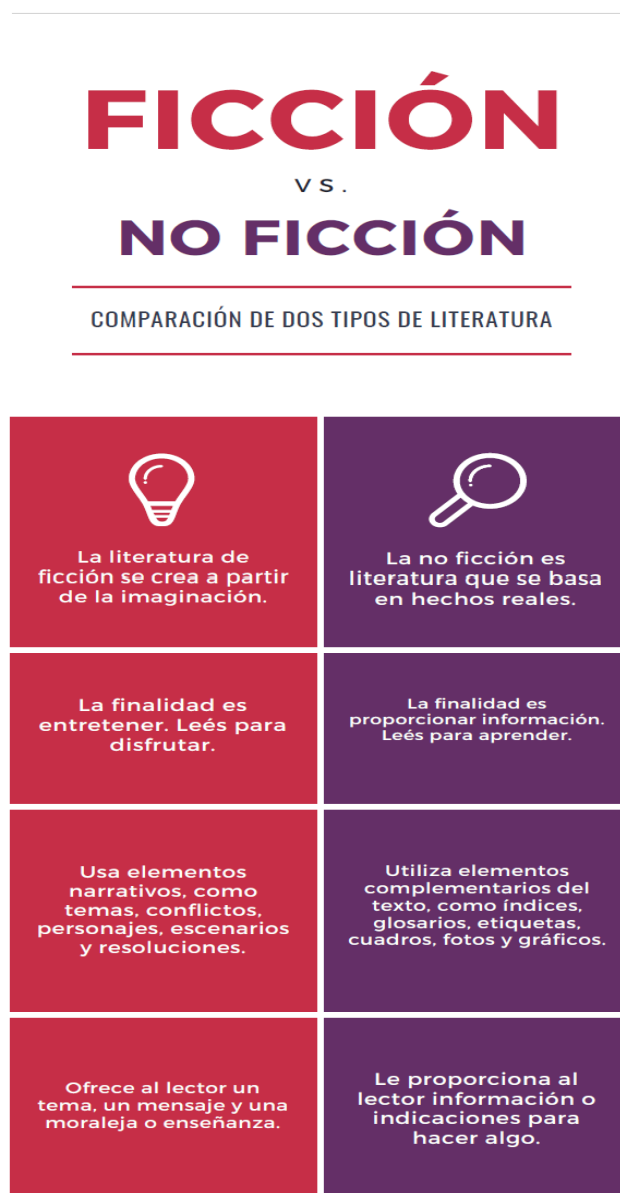 FICCIÓN
vs.
NO FICCIÓN
COMPARACIÓN DE DOS TIPOS DE LITERATURA
La literatura de
ficción se crea a partir
de la imaginación.
La no ficción es
literatura que se basa
en hechos reales.
La finalidad es
entretener. Leés para
disfrutar.
La finalidad es
proporcionar información.
Leés para aprender.
Usa elementos
narrativos, como
temas, conflictos,
personajes, escenarios
y resoluciones.
Utiliza elementos
complementarios del
texto, como índices,
glosarios, etiquetas,
cuadros, fotos y gráficos.
Ofrece al lector un
tema, un mensaje y una
moraleja o enseñanza.
Le proporciona al
lector información o
indicaciones para
hacer algo.